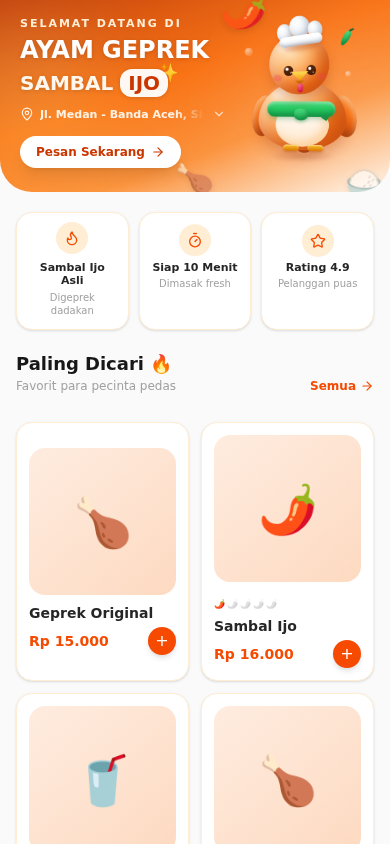 SELAMAT DATANG DI
AYAM GEPREK
SAMBAL IJO
Jl. Medan - Banda Aceh,
Pesan Sekarang
Sambal Ijo
Asli
Digeprek
dadakan
Siap 10 Menit
Dimasak fresh
Rating 4.9
Pelanggan puas
Paling Dicari
Favorit para pecinta pedas
Semua
Geprek Original
Rp 15.000
Sambal Ijo
Rp 16.000